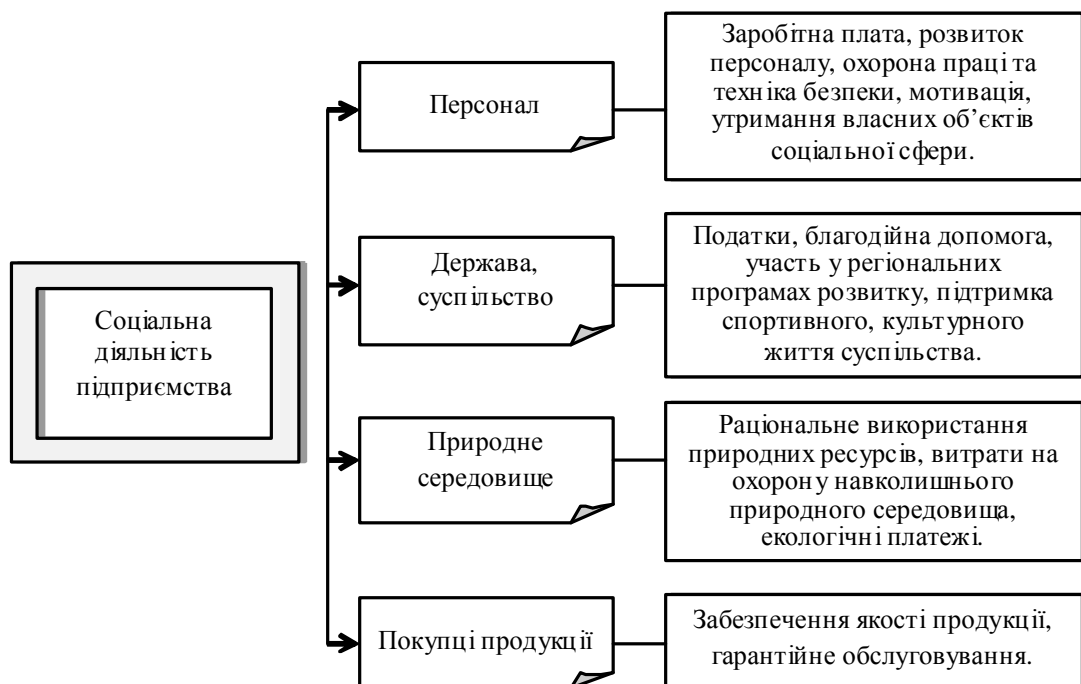 Соціальна
діяльність
підприємства
Персонал
Заробітна плата, розвиток
персоналу, охорона праці та
техніка безпеки, мотивація,
утримання власних об’єктів
соціальної сфери.
Держава,
суспільство
Податки, благодійна допомога,
участь у регіональних
програмах розвитку, підтримка
спортивного, культурного
життя суспільства.
Природне
середовище
Раціональне використання
природних ресурсів, витрати на
охорону навколишнього
природного середовища,
екологічні платежі.
Покупці продукції
Забезпечення якості продукції,
гарантійне обслуговування.